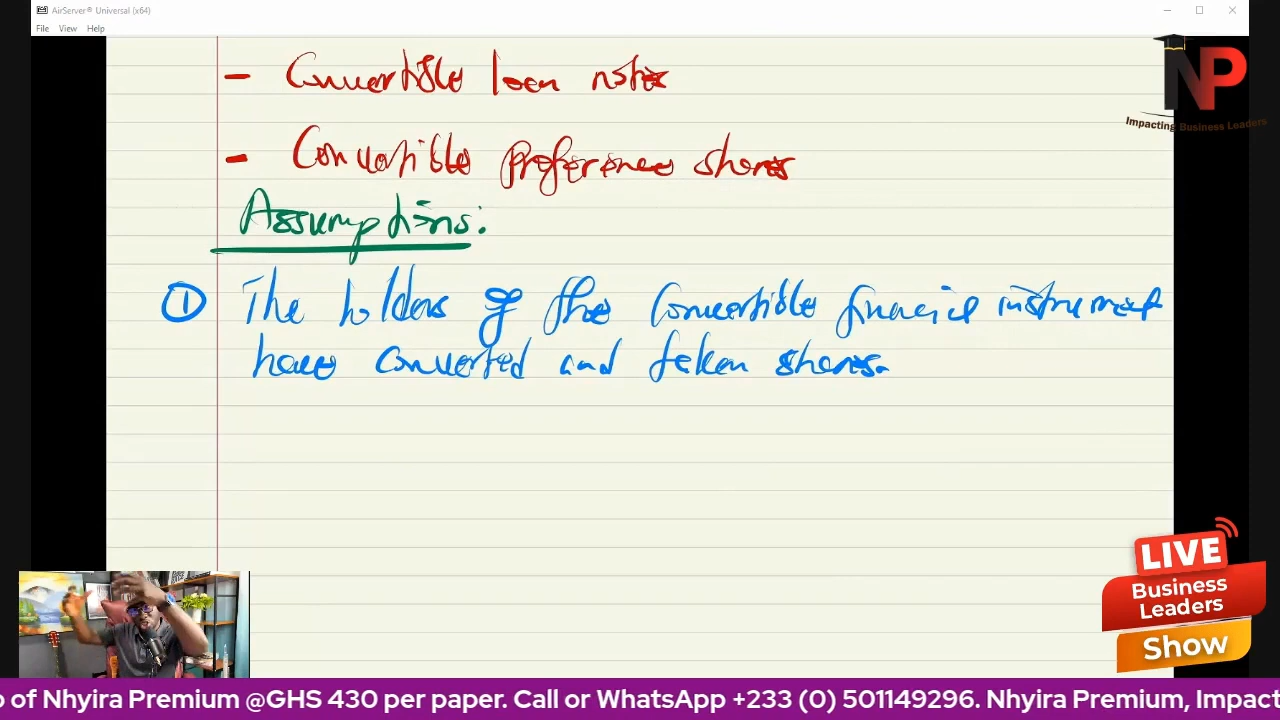 AirServer® Universal (x64)
File View Help
- Convertible loan notes
- Convertible preference shares
Assumptions:
① The holders of the convertible financial instrument
have converted and taken shares.
NP
Impacting Business Leaders
LIVE
Business
Leaders
Show
o of Nhyira Premium @GHS 430 per paper. Call or WhatsApp +233 (0) 501149296. Nhyira Premium, Impact